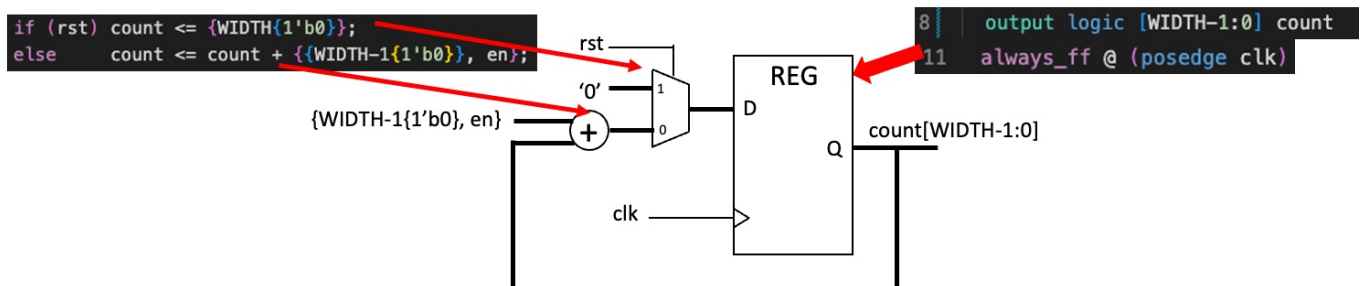 if (rst) count <= {WIDTH{1'b0}};
else     count <= count + {{WIDTH-1{1'b0}}, en};
8 output logic [WIDTH-1:0] count
11 always_ff @ (posedge clk)
rst
REG
‘0’
1
D
{WIDTH-1{1’b0}, en}
+
0
count[WIDTH-1:0]
Q
clk